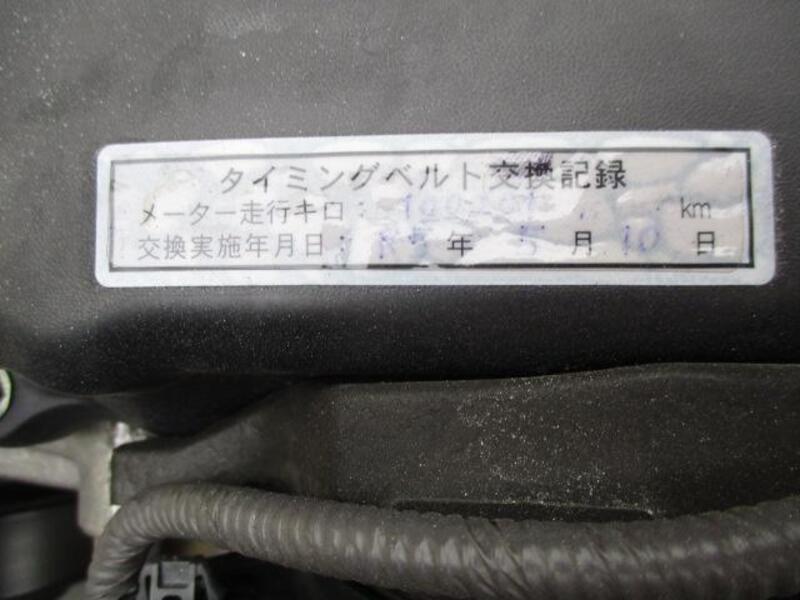 タイミングベルト交換記録
メーター走行キロ： km
交換実施年月日： R5 年 5 月 10 日